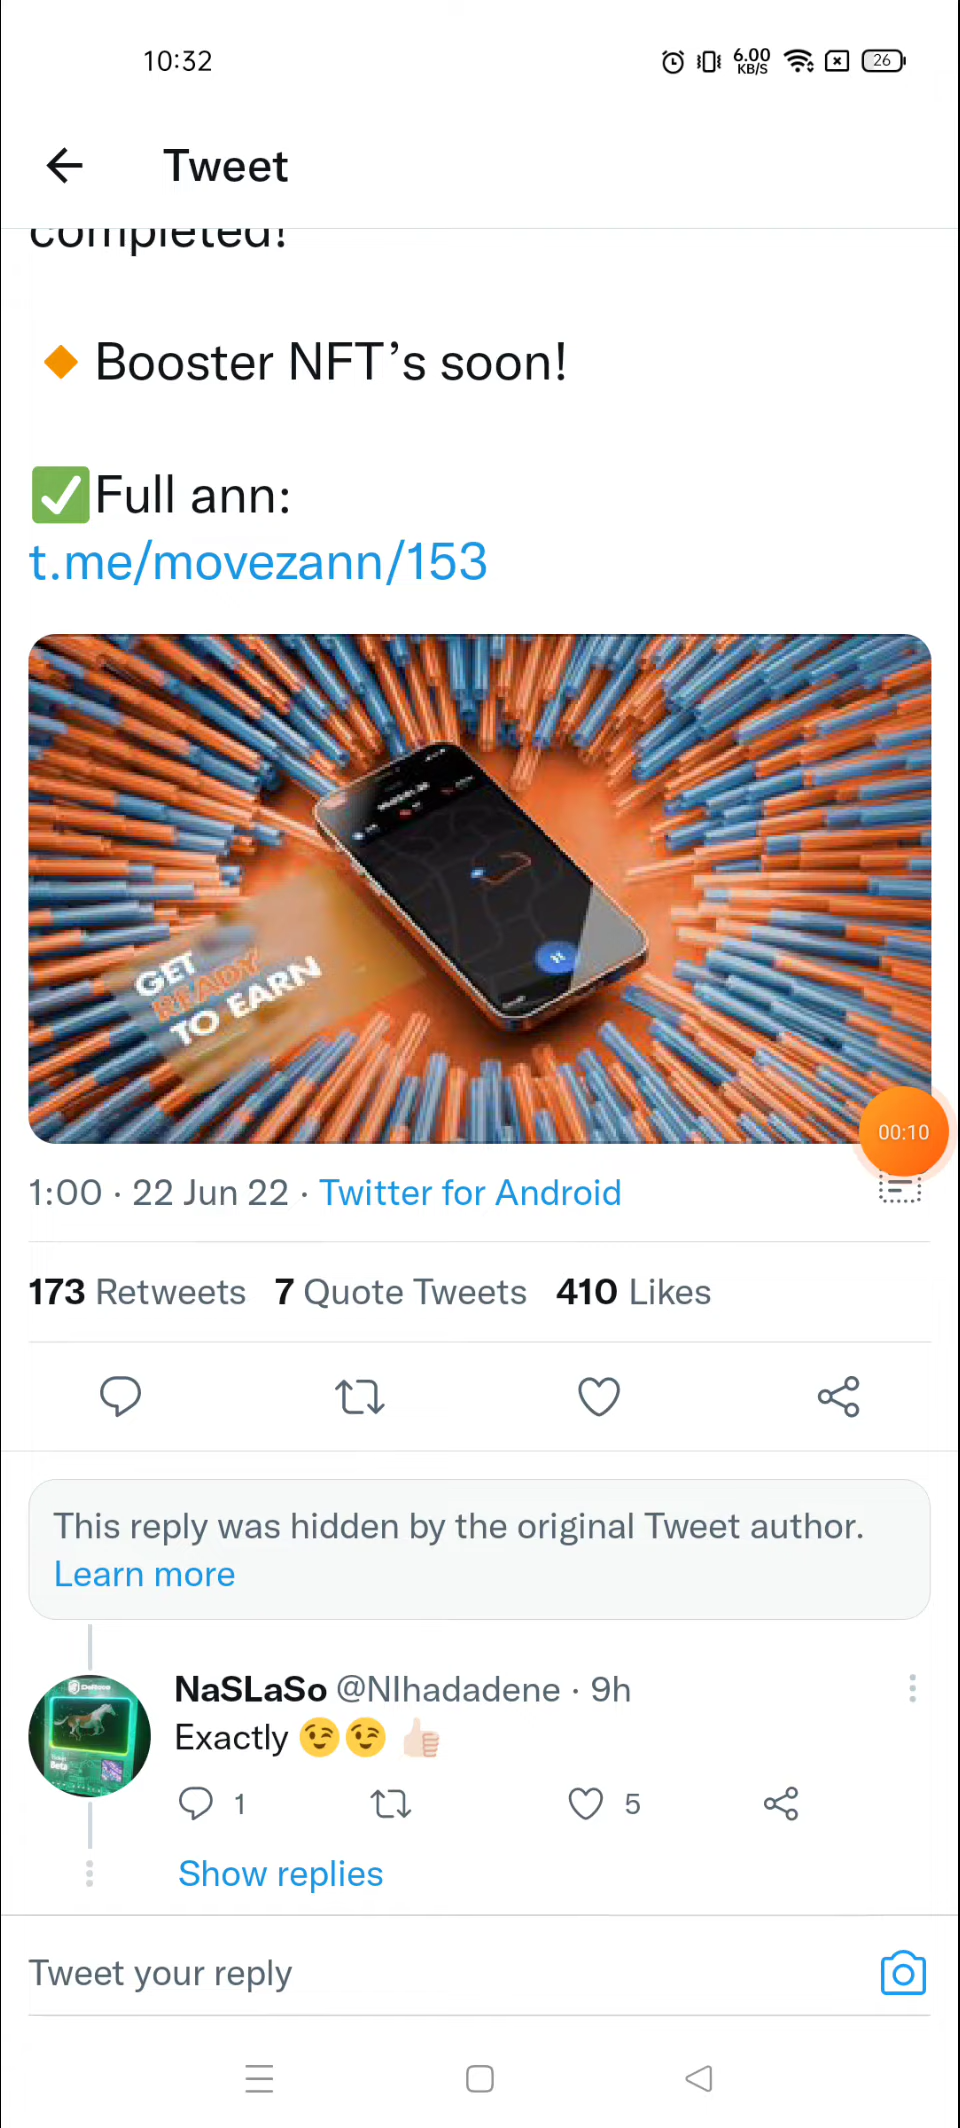 10:32
6.00
KB/S
26
Tweet
completed!
Booster NFT’s soon!
Full ann:
t.me/movezann/153
GET
READY
TO EARN
00:10
1:00 · 22 Jun 22 · Twitter for Android
173 Retweets 7 Quote Tweets 410 Likes
This reply was hidden by the original Tweet author.
Learn more
NaSLaSo @NIhadadene · 9h
Exactly 😉😉 👍🏻
1 5
Show replies
Tweet your reply